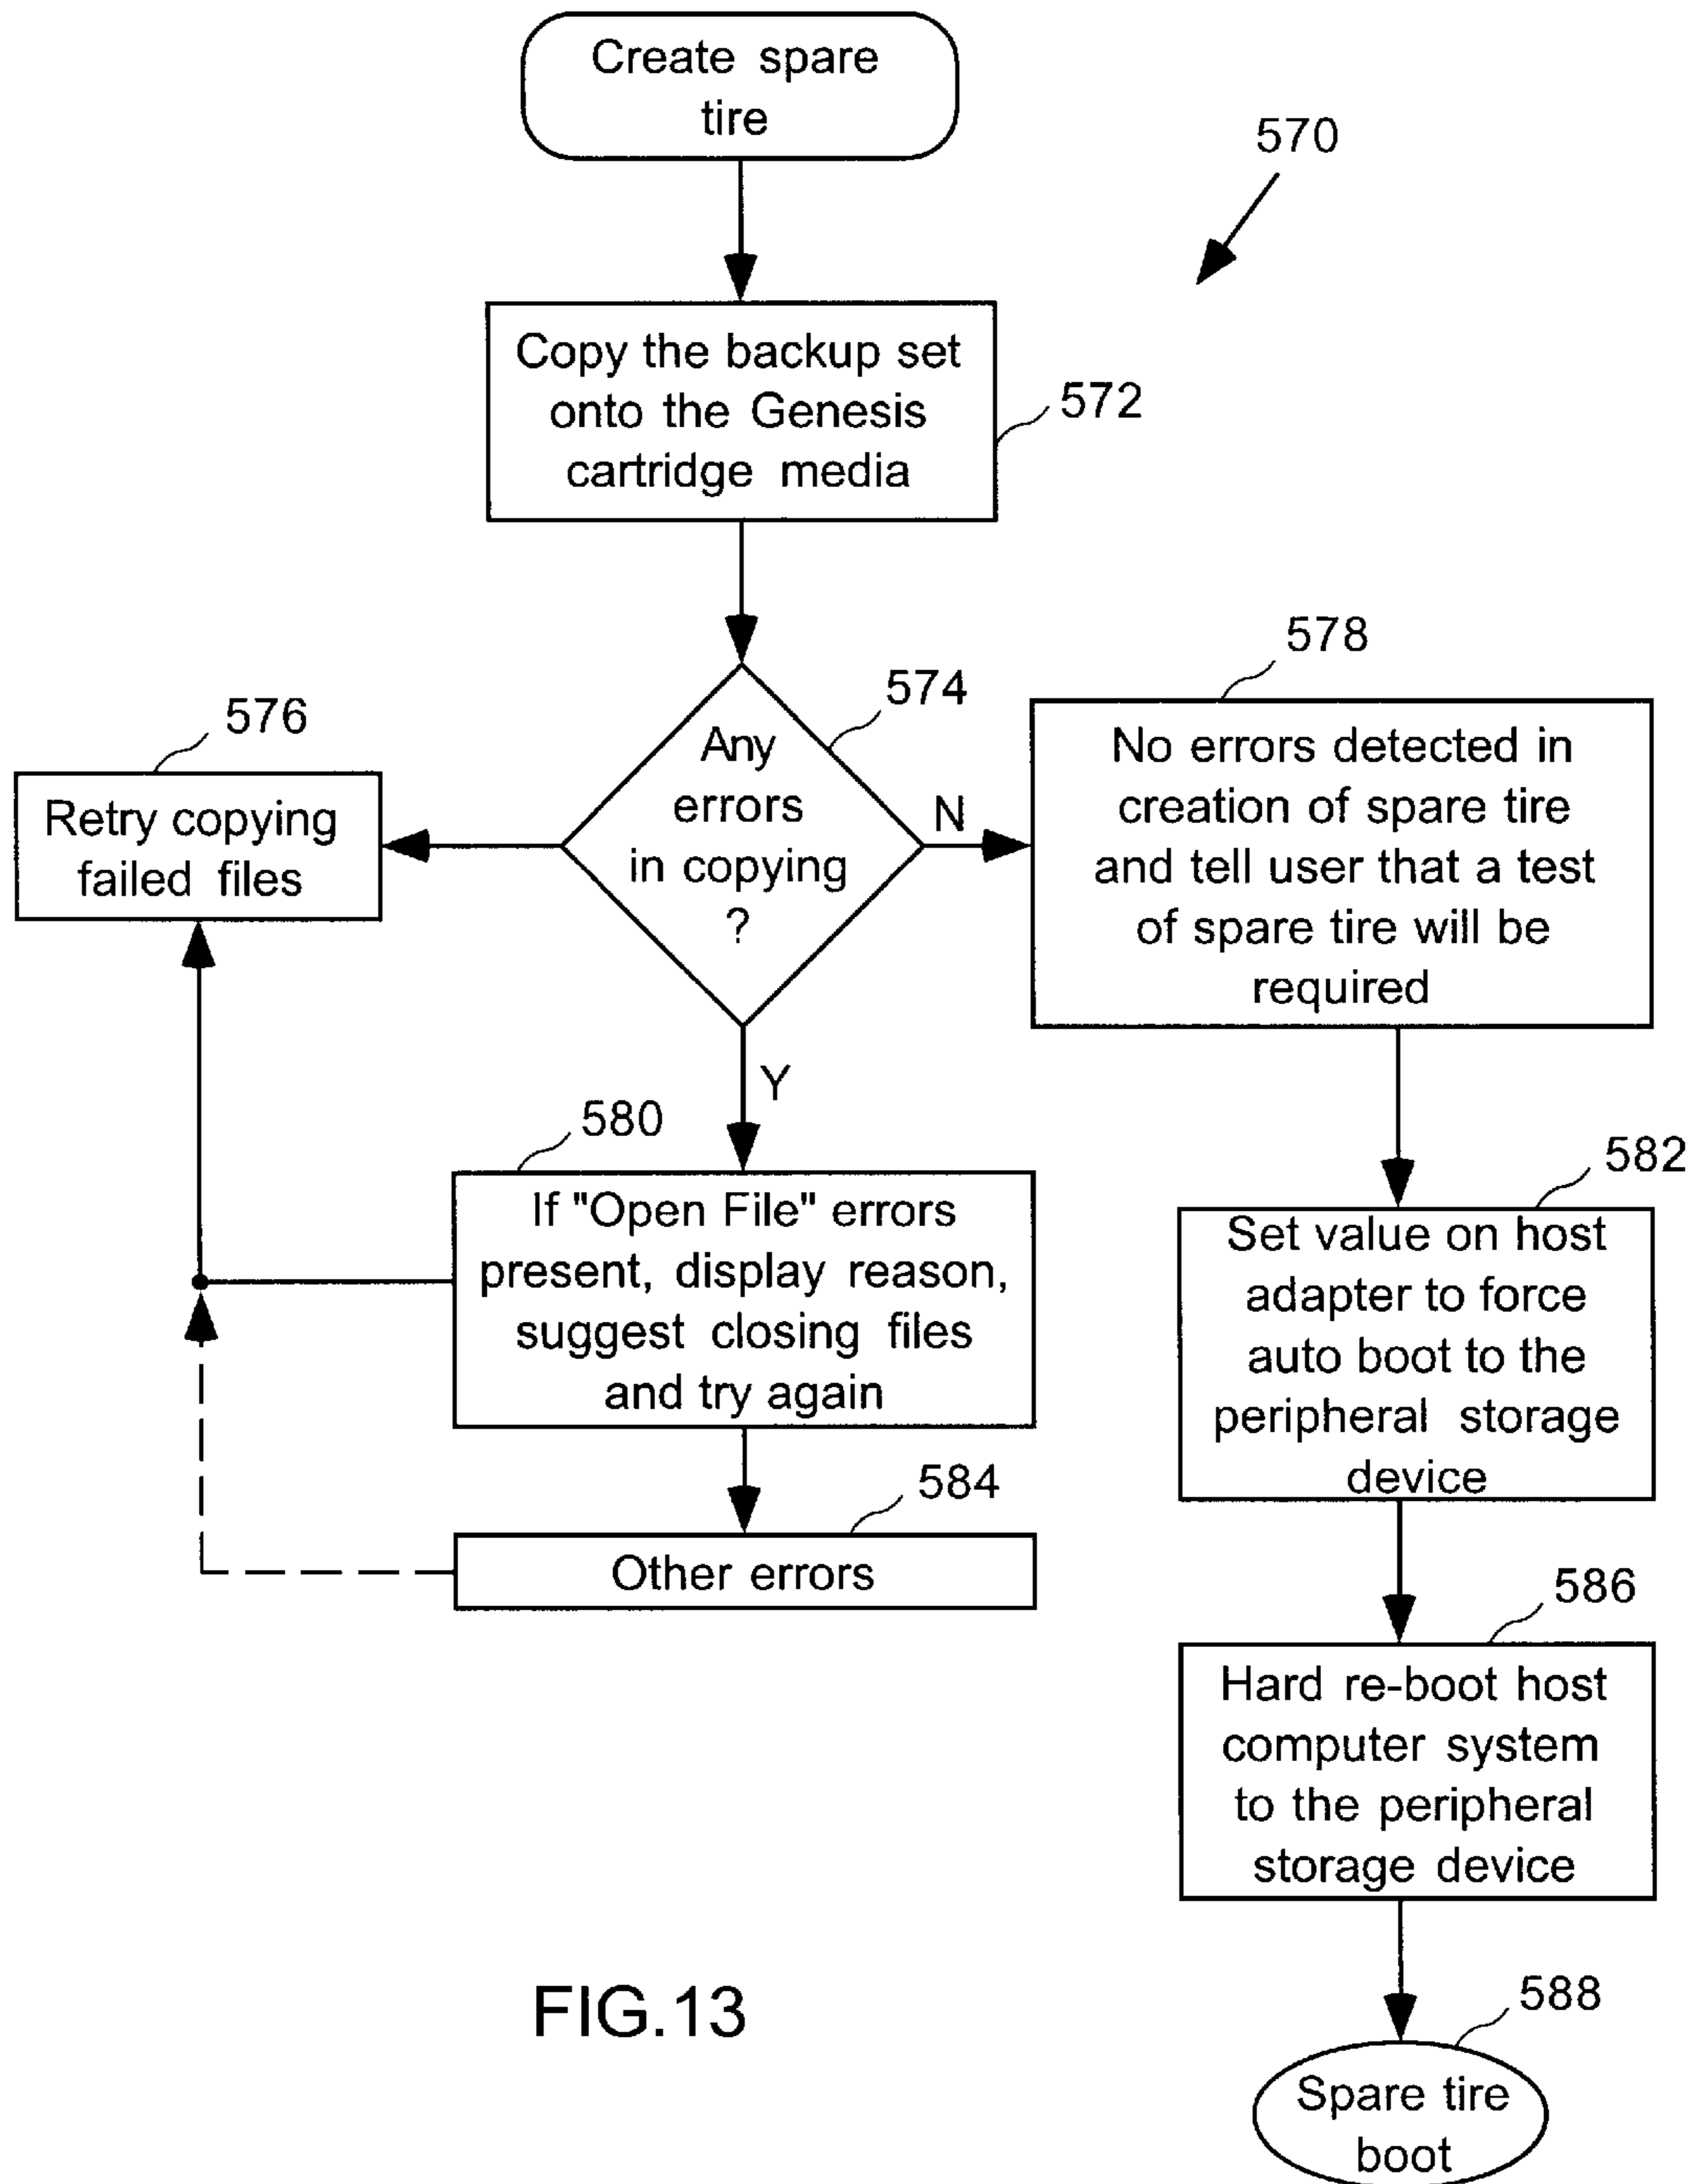 Create spare
tire
570
Copy the backup set
onto the Genesis
cartridge media
572
Any
errors
in copying
?
574
N
Y
576
Retry copying
failed files
578
No errors detected in
creation of spare tire
and tell user that a test
of spare tire will be
required
580
If "Open File" errors
present, display reason,
suggest closing files
and try again
582
Set value on host
adapter to force
auto boot to the
peripheral storage
device
584
Other errors
586
Hard re-boot host
computer system
to the peripheral
storage device
588
Spare tire
boot
FIG.13